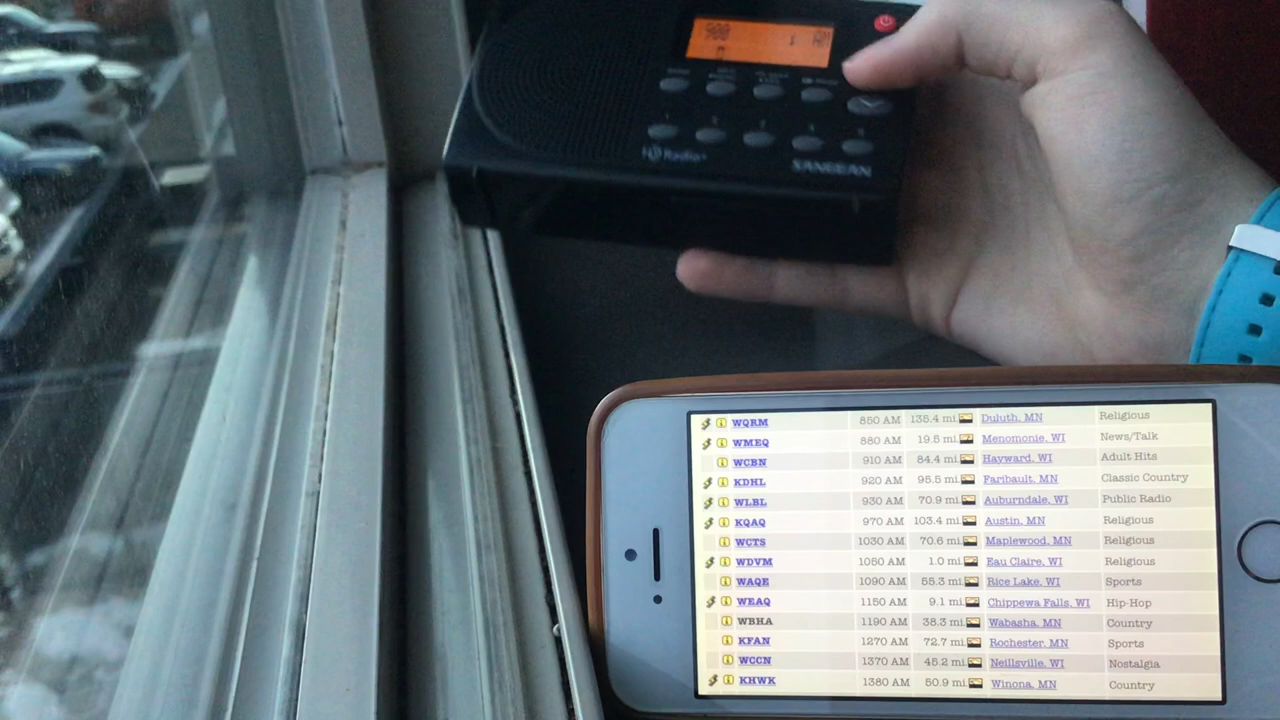 HD Radio
SANGEAN
WQRM 850 AM 135.4 mi Duluth, MN Religious
WMEQ 880 AM 19.5 mi Menomonie, WI News/Talk
WCBN 910 AM 84.4 mi Hayward, WI Adult Hits
KDHL 920 AM 95.5 mi Faribault, MN Classic Country
WLBL 930 AM 70.9 mi Auburndale, WI Public Radio
KQAQ 970 AM 103.4 mi Austin, MN Religious
WCTS 1030 AM 70.6 mi Maplewood, MN Religious
WDVM 1050 AM 1.0 mi Eau Claire, WI Religious
WAQE 1090 AM 55.3 mi Rice Lake, WI Sports
WEAQ 1150 AM 9.1 mi Chippewa Falls, WI Hip-Hop
WBHA 1190 AM 38.3 mi Wabasha, MN Country
KFAN 1270 AM 72.7 mi Rochester, MN Sports
WCCN 1370 AM 45.2 mi Neillsville, WI Nostalgia
KHWK 1380 AM 50.9 mi Winona, MN Country